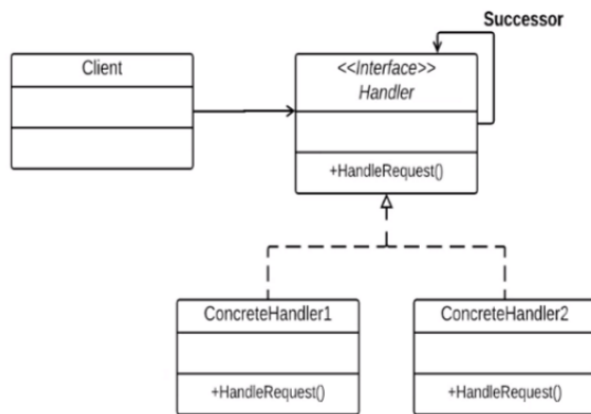 Successor
Client
<<Interface>>
Handler
+HandleRequest()
ConcreteHandler1
ConcreteHandler2
+HandleRequest()
+HandleRequest()